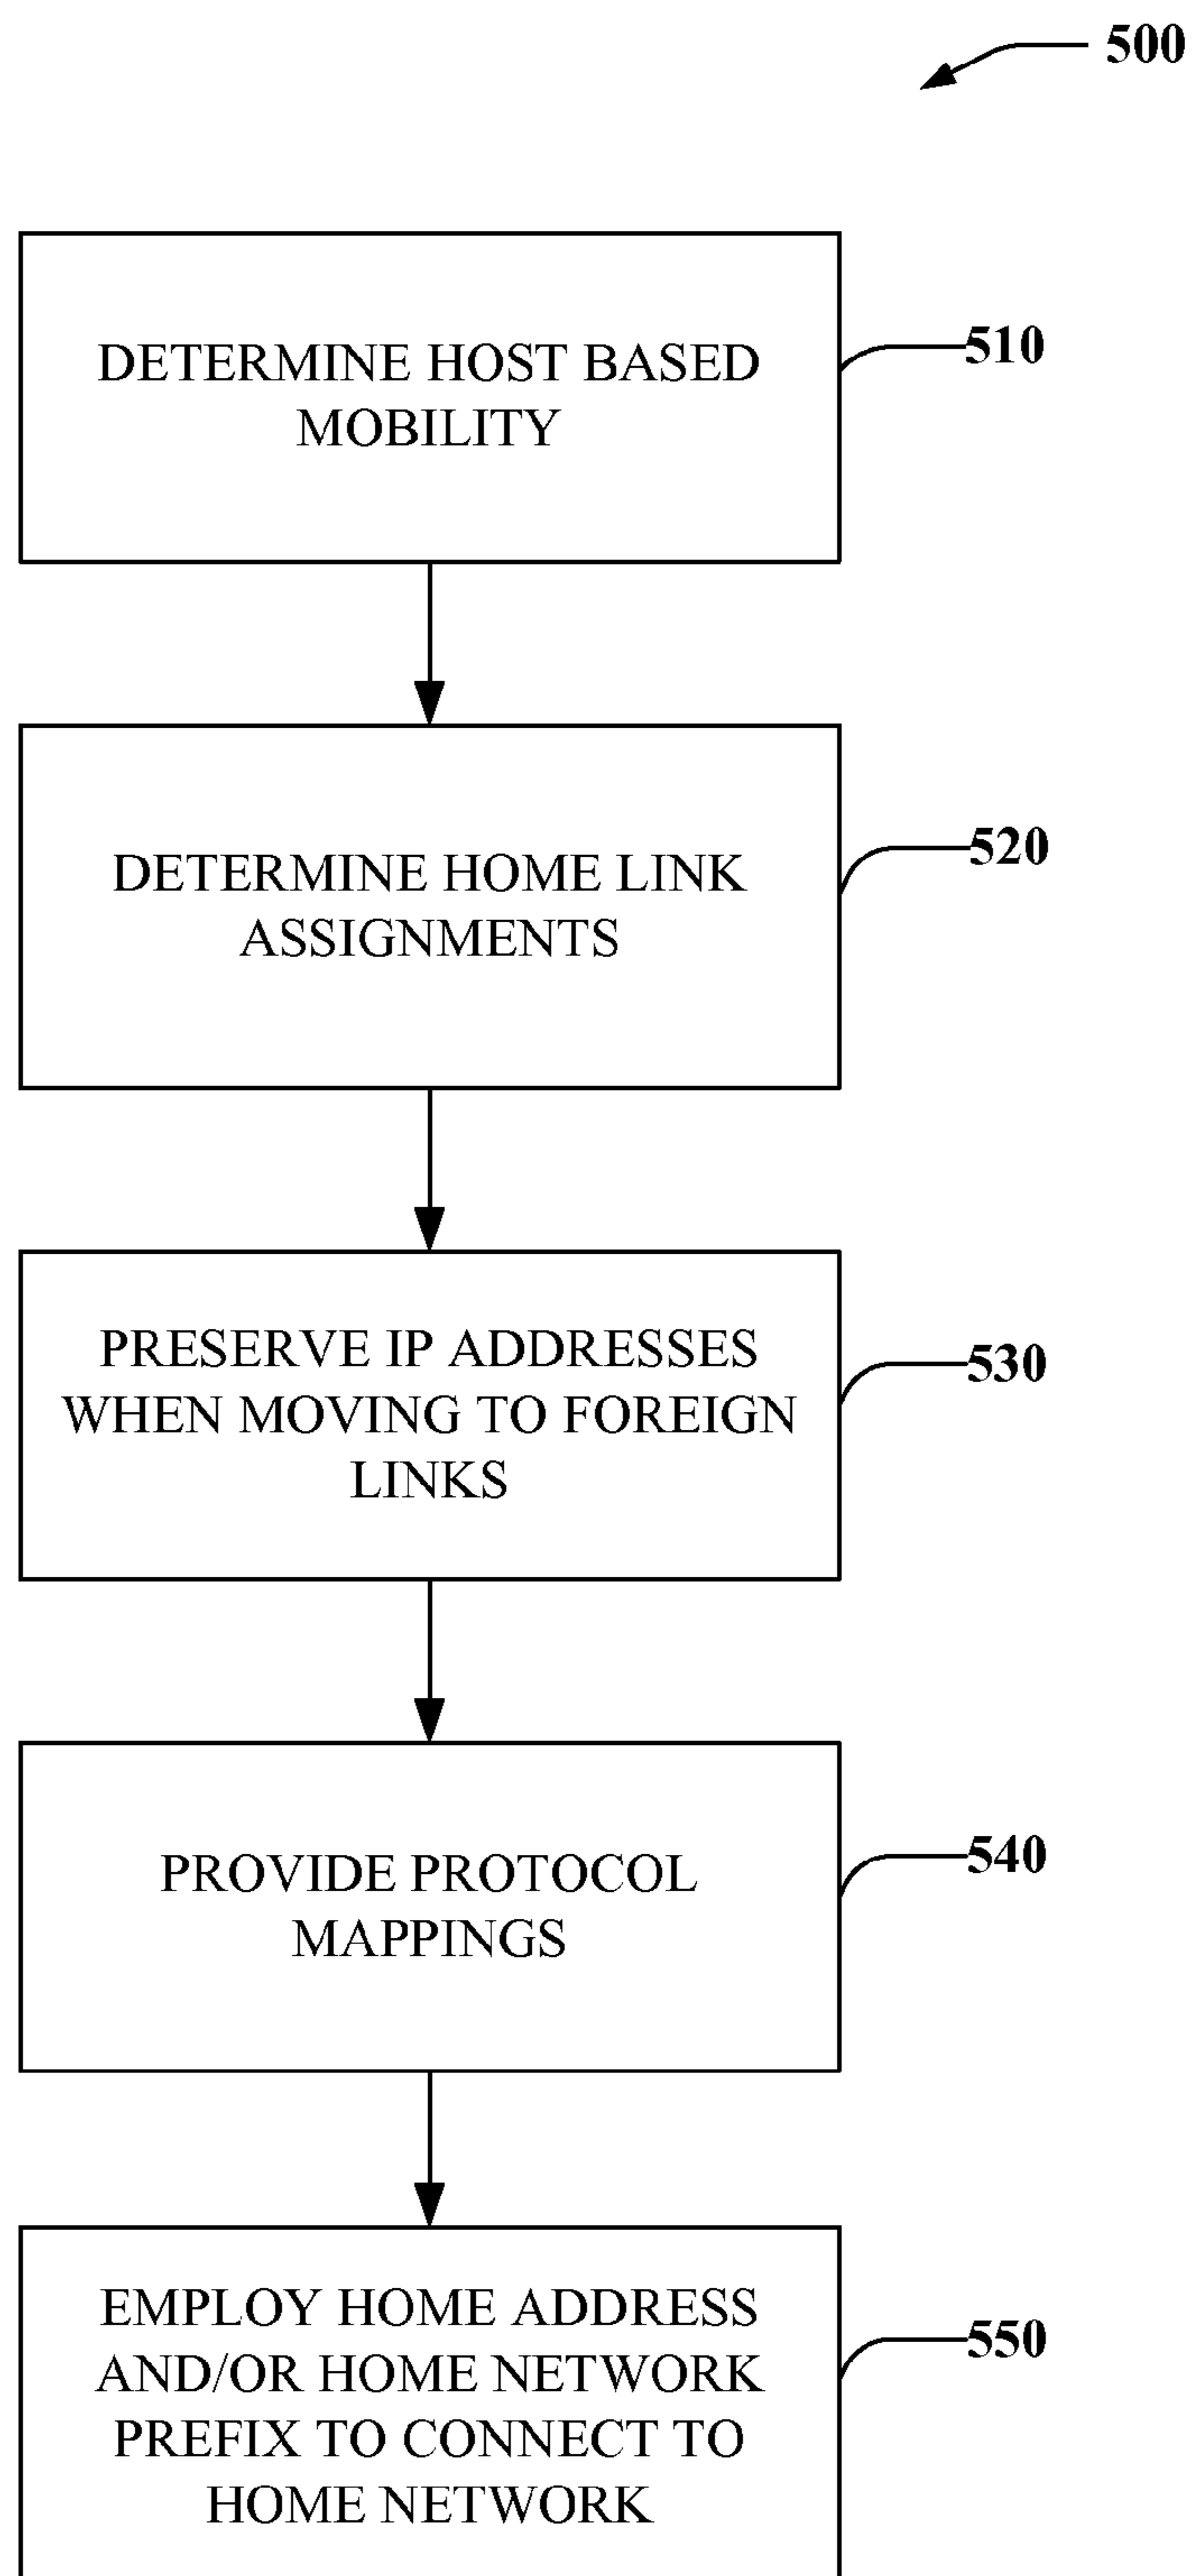 500
DETERMINE HOST BASED
MOBILITY
510
DETERMINE HOME LINK
ASSIGNMENTS
520
PRESERVE IP ADDRESSES
WHEN MOVING TO FOREIGN
LINKS
530
PROVIDE PROTOCOL
MAPPINGS
540
EMPLOY HOME ADDRESS
AND/OR HOME NETWORK
PREFIX TO CONNECT TO
HOME NETWORK
550